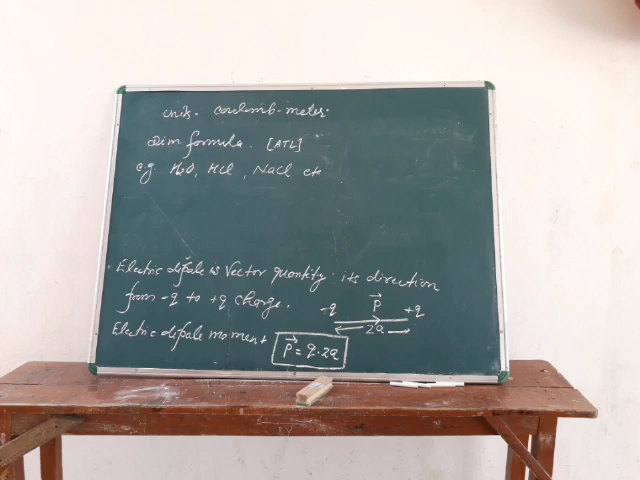 Unit. Coulomb-meter.
Dim formula. [ATL]
e.g. H2O, HCl, NaCl etc
Electric dipole is Vector quantity. its direction
from -q to +q charge.
-q P⃗ +q
2a
Electric dipole moment P⃗ = q.2a